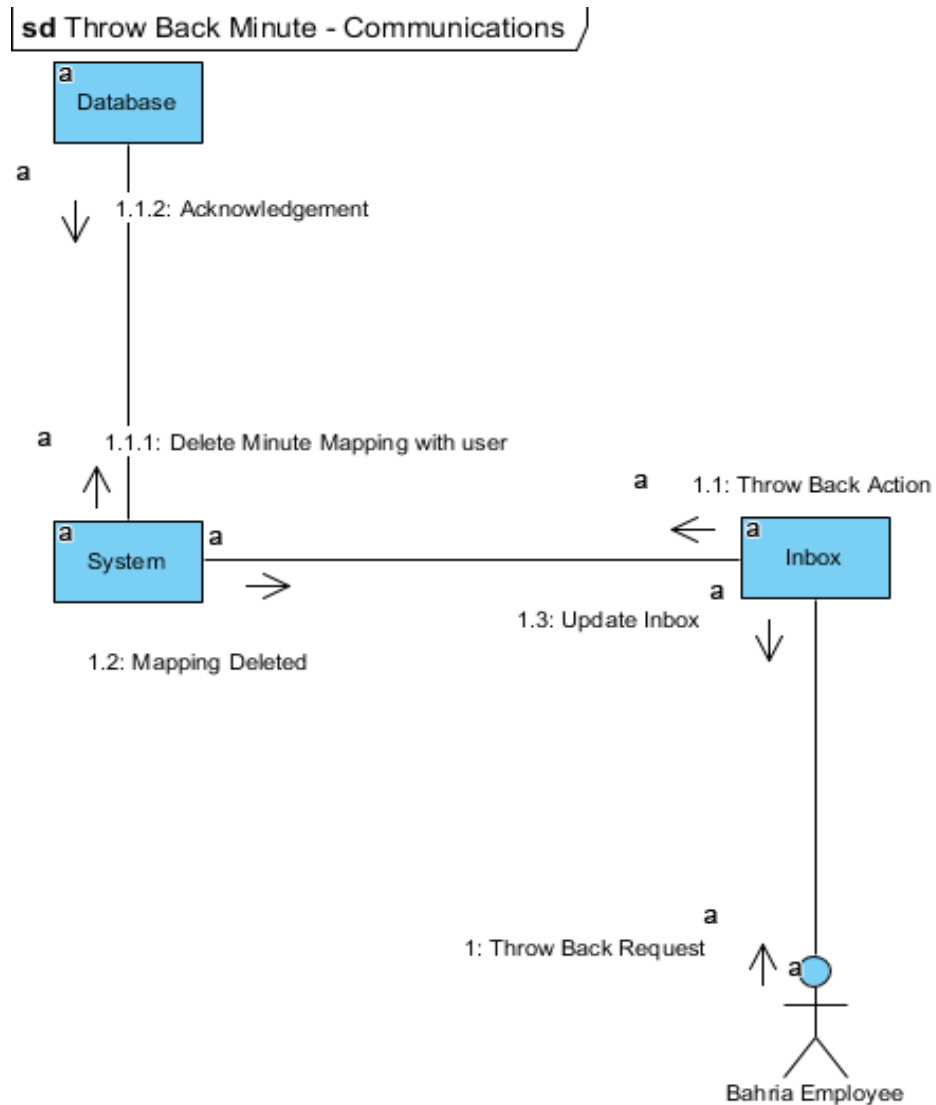 sd Throw Back Minute - Communications
a
Database
a
1.1.2: Acknowledgement
a
1.1.1: Delete Minute Mapping with user
a
1.1: Throw Back Action
a
System
a
a
Inbox
a
1.3: Update Inbox
1.2: Mapping Deleted
a
1: Throw Back Request
a
Bahria Employee